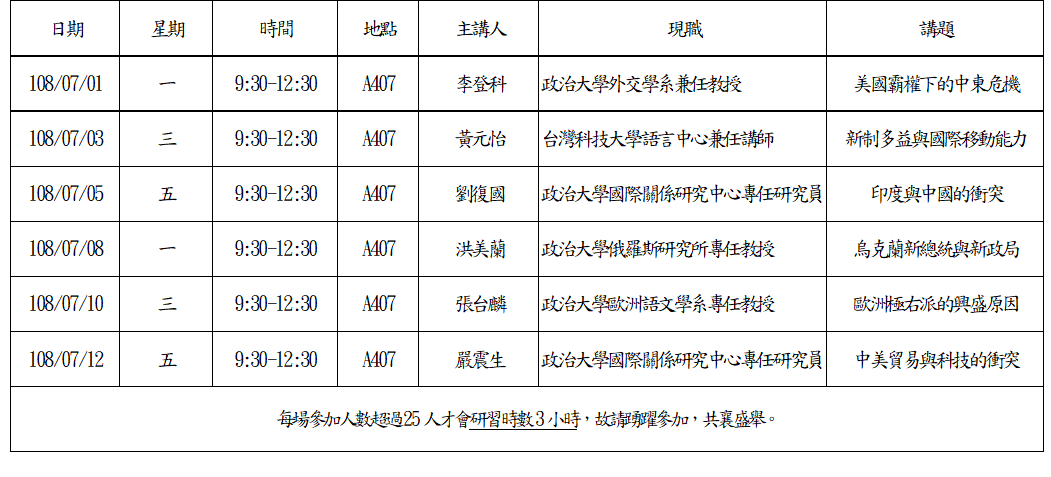 日期 星期 時間 地點 主講人 現職 講題
108/07/01 一 9:30-12:30 A407 李登科 政治大學外交學系兼任教授 美國霸權下的中東危機
108/07/03 三 9:30-12:30 A407 黃元怡 台灣科技大學語言中心兼任講師 新制多益與國際移動能力
108/07/05 五 9:30-12:30 A407 劉復國 政治大學國際關係研究中心專任研究員 印度與中國的衝突
108/07/08 一 9:30-12:30 A407 洪美蘭 政治大學俄羅斯研究所專任教授 烏克蘭新總統與新政局
108/07/10 三 9:30-12:30 A407 張台麟 政治大學歐洲語文學系專任教授 歐洲極右派的興盛原因
108/07/12 五 9:30-12:30 A407 嚴震生 政治大學國際關係研究中心專任研究員 中美貿易與科技的衝突
每場參加人數超過25人才會研習時數3小時，故請踴躍參加，共襄盛舉。